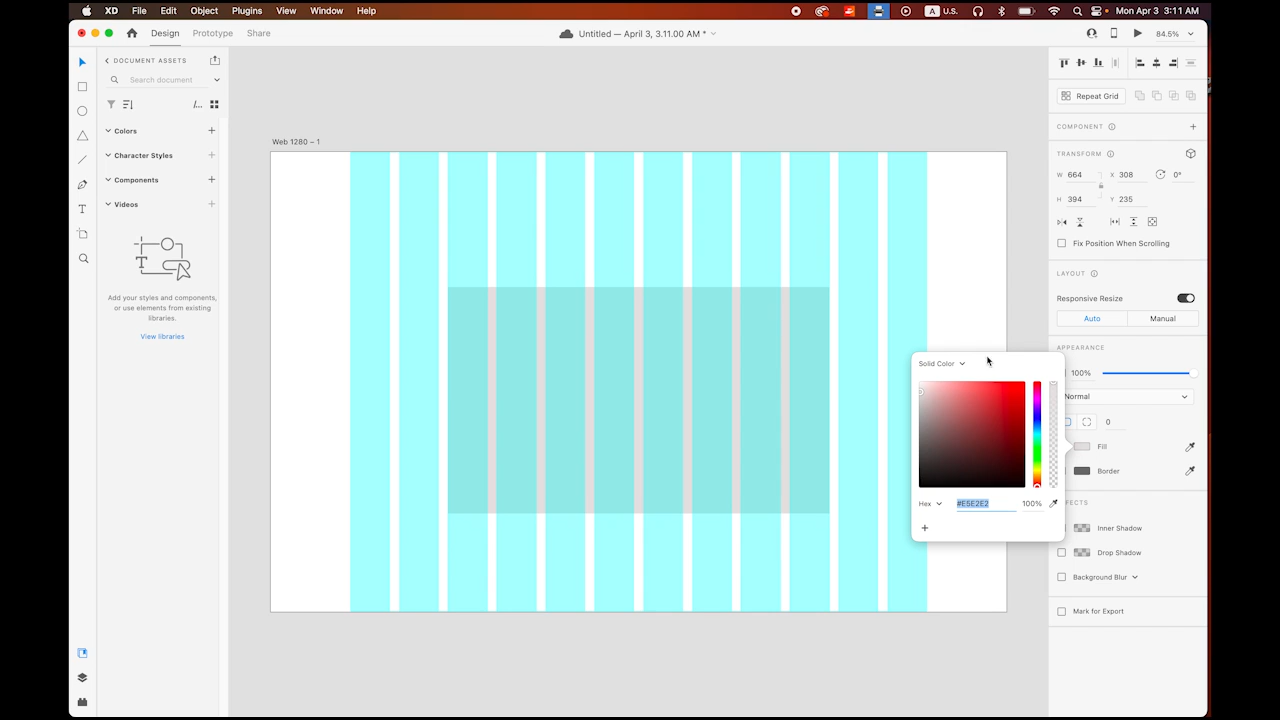 XD File Edit Object Plugins View Window Help
A U.S. Mon Apr 3 3:11 AM
Design Prototype Share
Untitled — April 3, 3.11.00 AM *
84.5%
DOCUMENT ASSETS
Search document
/...
Colors
Character Styles
Components
Videos
T
Add your styles and components,
or use elements from existing
libraries.
View libraries
Web 1280 – 1
Repeat Grid
COMPONENT
TRANSFORM
W 664 X 308 0°
H 394 Y 235
Fix Position When Scrolling
LAYOUT
Responsive Resize
Auto Manual
APPEARANCE
100%
Normal
0
Fill
Border
Solid Color
Hex #E5E2E2 100%
FECTS
Inner Shadow
Drop Shadow
Background Blur
Mark for Export